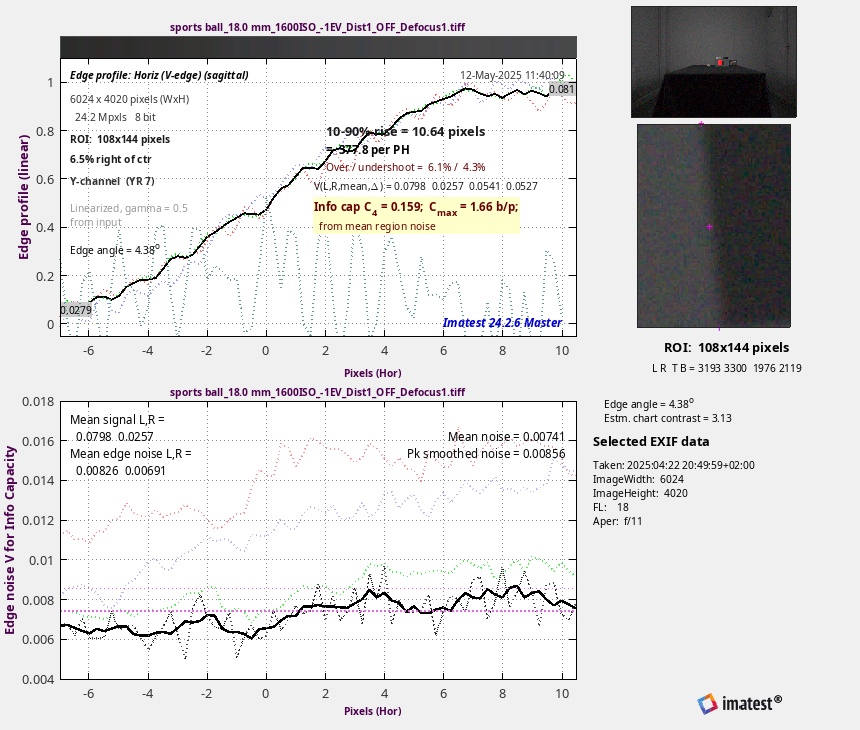 sports ball_18.0 mm_1600ISO_-1EV_Dist1_OFF_Defocus1.tiff
Edge profile: Horiz (V-edge) (sagittal)
12-May-2025 11:40:09
0.081
6024 x 4020 pixels (WxH)
24.2 Mpxls 8 bit
ROI: 108x144 pixels
6.5% right of ctr
Y-channel (YR 7)
Linearized, gamma = 0.5
from input
Edge angle = 4.38°
10-90% rise = 10.64 pixels
= 377.8 per PH
Over / undershoot = 6.1% / 4.3%
V(L,R,mean,Δ) = 0.0798 0.0257 0.0541 0.0527
Info cap C4 = 0.159; Cmax = 1.66 b/p;
from mean region noise
0.0279
Imatest 24.2.6 Master
Edge profile (linear)
1
0.8
0.6
0.4
0.2
0
-6 -4 -2 0 2 4 6 8 10
Pixels (Hor)
sports ball_18.0 mm_1600ISO_-1EV_Dist1_OFF_Defocus1.tiff
Mean signal L,R =
0.0798 0.0257
Mean edge noise L,R =
0.00826 0.00691
Mean noise = 0.00741
Pk smoothed noise = 0.00856
Edge noise V for Info Capacity
0.018
0.016
0.014
0.012
0.01
0.008
0.006
0.004
-6 -4 -2 0 2 4 6 8 10
Pixels (Hor)
ROI: 108x144 pixels
L R T B = 3193 3300 1976 2119
Edge angle = 4.38°
Estm. chart contrast = 3.13
Selected EXIF data
Taken: 2025:04:22 20:49:59+02:00
ImageWidth: 6024
ImageHeight: 4020
FL: 18
Aper: f/11
imatest®